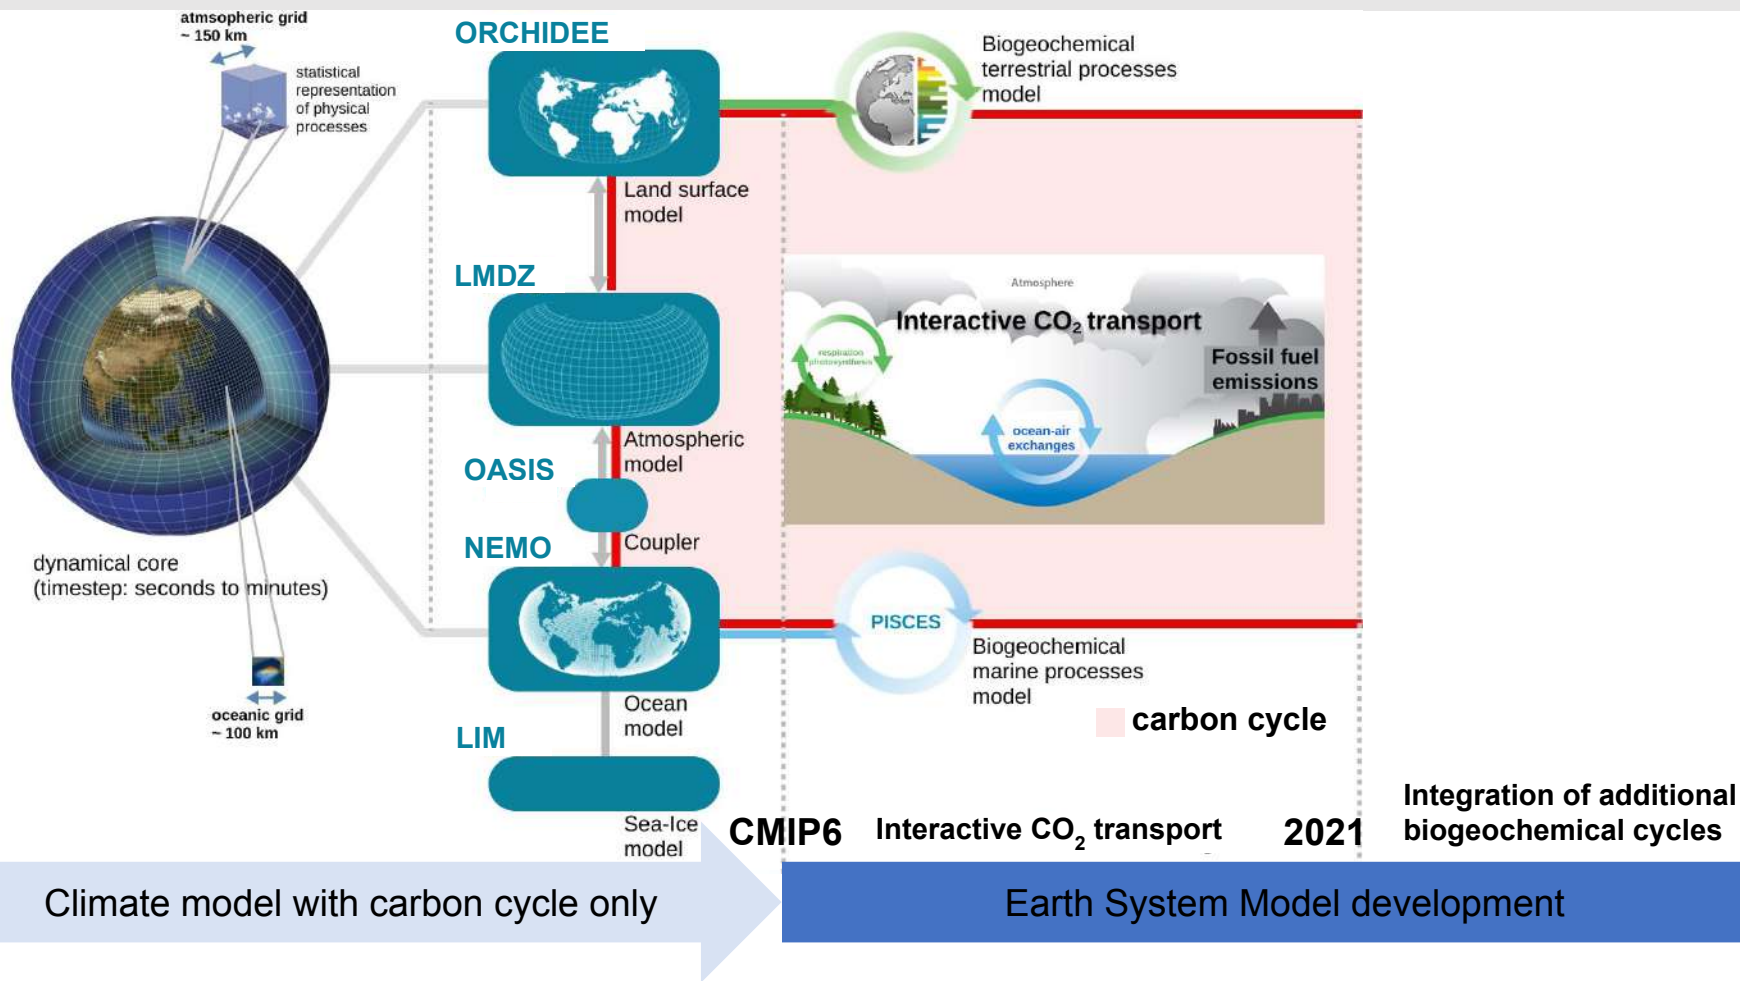 atmsopheric grid
~ 150 km
statistical
representation
of physical
processes
dynamical core
(timestep: seconds to minutes)
oceanic grid
~ 100 km
ORCHIDEE
Land surface
model
LMDZ
Atmospheric
model
OASIS
Coupler
NEMO
Ocean
model
LIM
Sea-Ice
model
Biogeochemical
terrestrial processes
model
Atmosphere
Interactive CO₂ transport
respiration
photosynthesis
Fossil fuel
emissions
ocean-air
exchanges
PISCES
Biogeochemical
marine processes
model
carbon cycle
CMIP6
Interactive CO₂ transport
2021
Integration of additional
biogeochemical cycles
Climate model with carbon cycle only
Earth System Model development